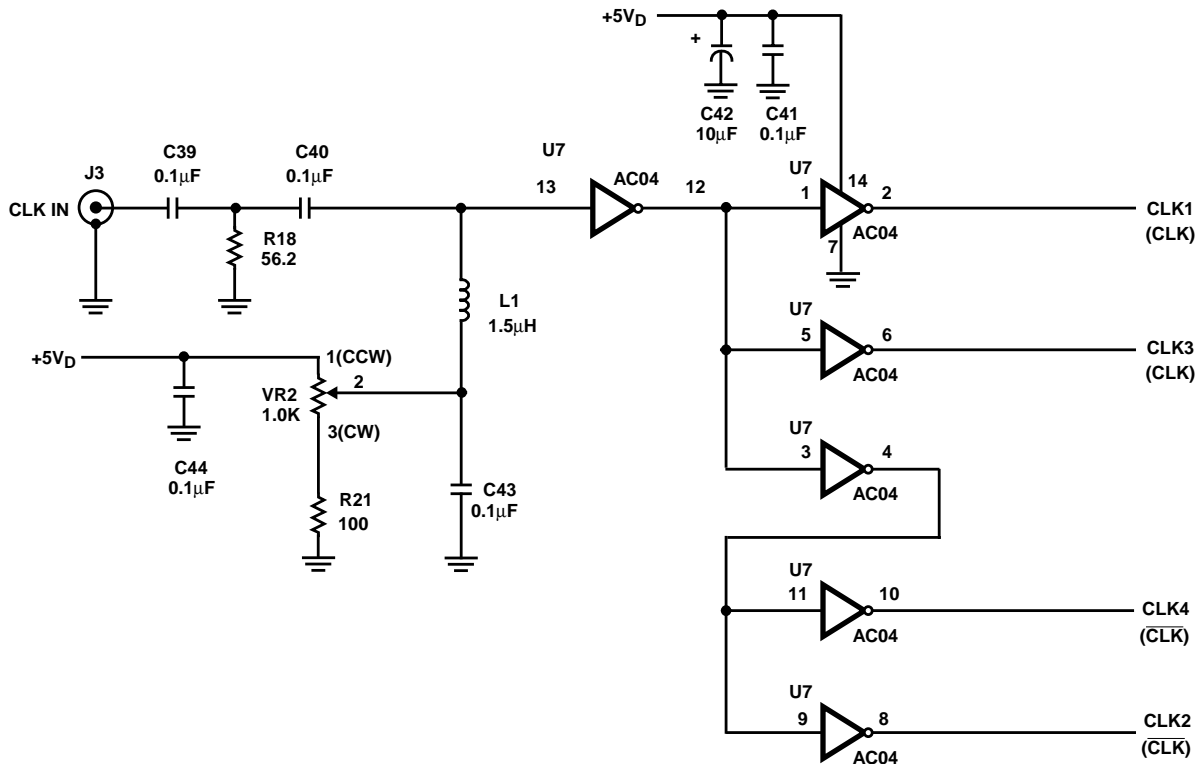 +5VD
+
C42
10µF
C41
0.1µF
C39
0.1µF
C40
0.1µF
J3
CLK IN
R18
56.2
U7
13
AC04
12
U7
1
14
2
7
AC04
CLK1
(CLK)
L1
1.5µH
U7
5
6
AC04
CLK3
(CLK)
+5VD
1(CCW)
2
VR2
1.0K
3(CW)
C44
0.1µF
R21
100
C43
0.1µF
U7
3
4
AC04
U7
11
10
AC04
CLK4
(C̅L̅K̅)
U7
9
8
AC04
CLK2
(C̅L̅K̅)